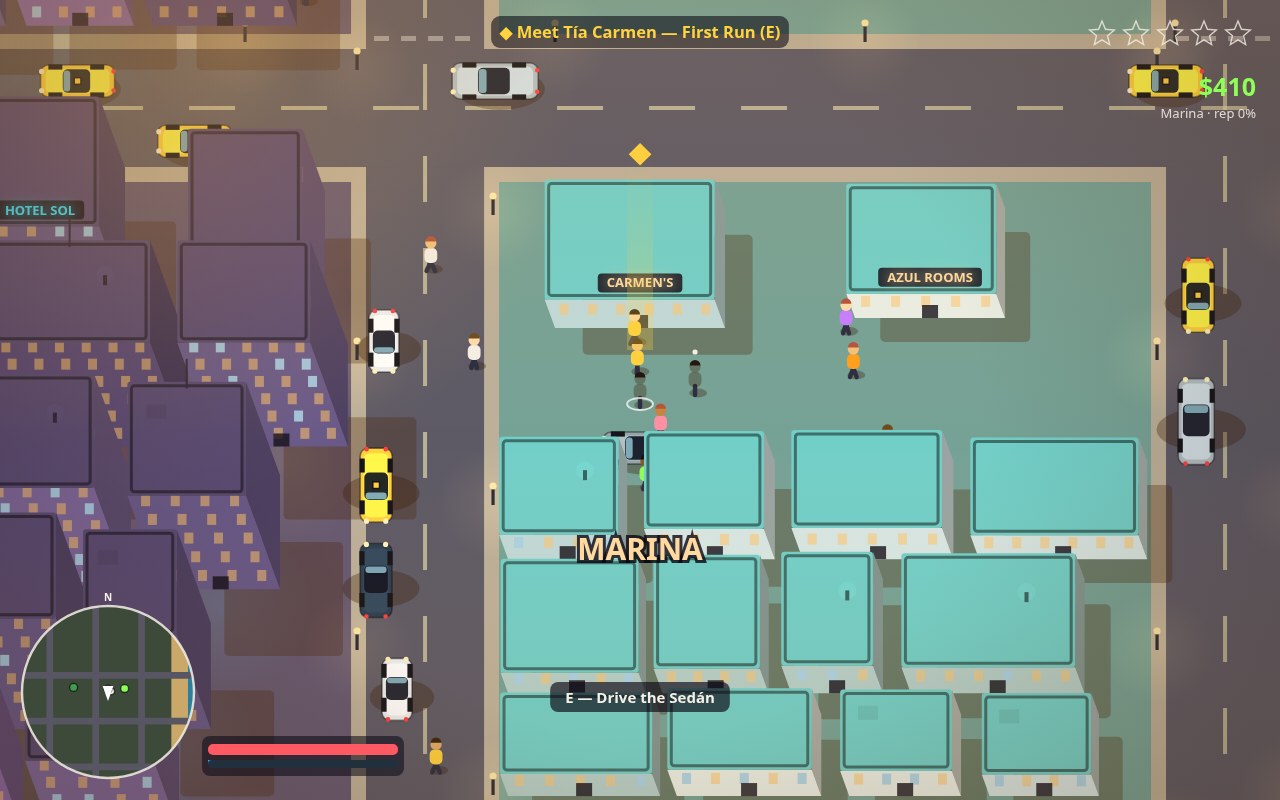 ◆ Meet Tía Carmen — First Run (E)
$410
Marina · rep 0%
HOTEL SOL
CARMEN'S
AZUL ROOMS
MARINA
N
E — Drive the Sedán